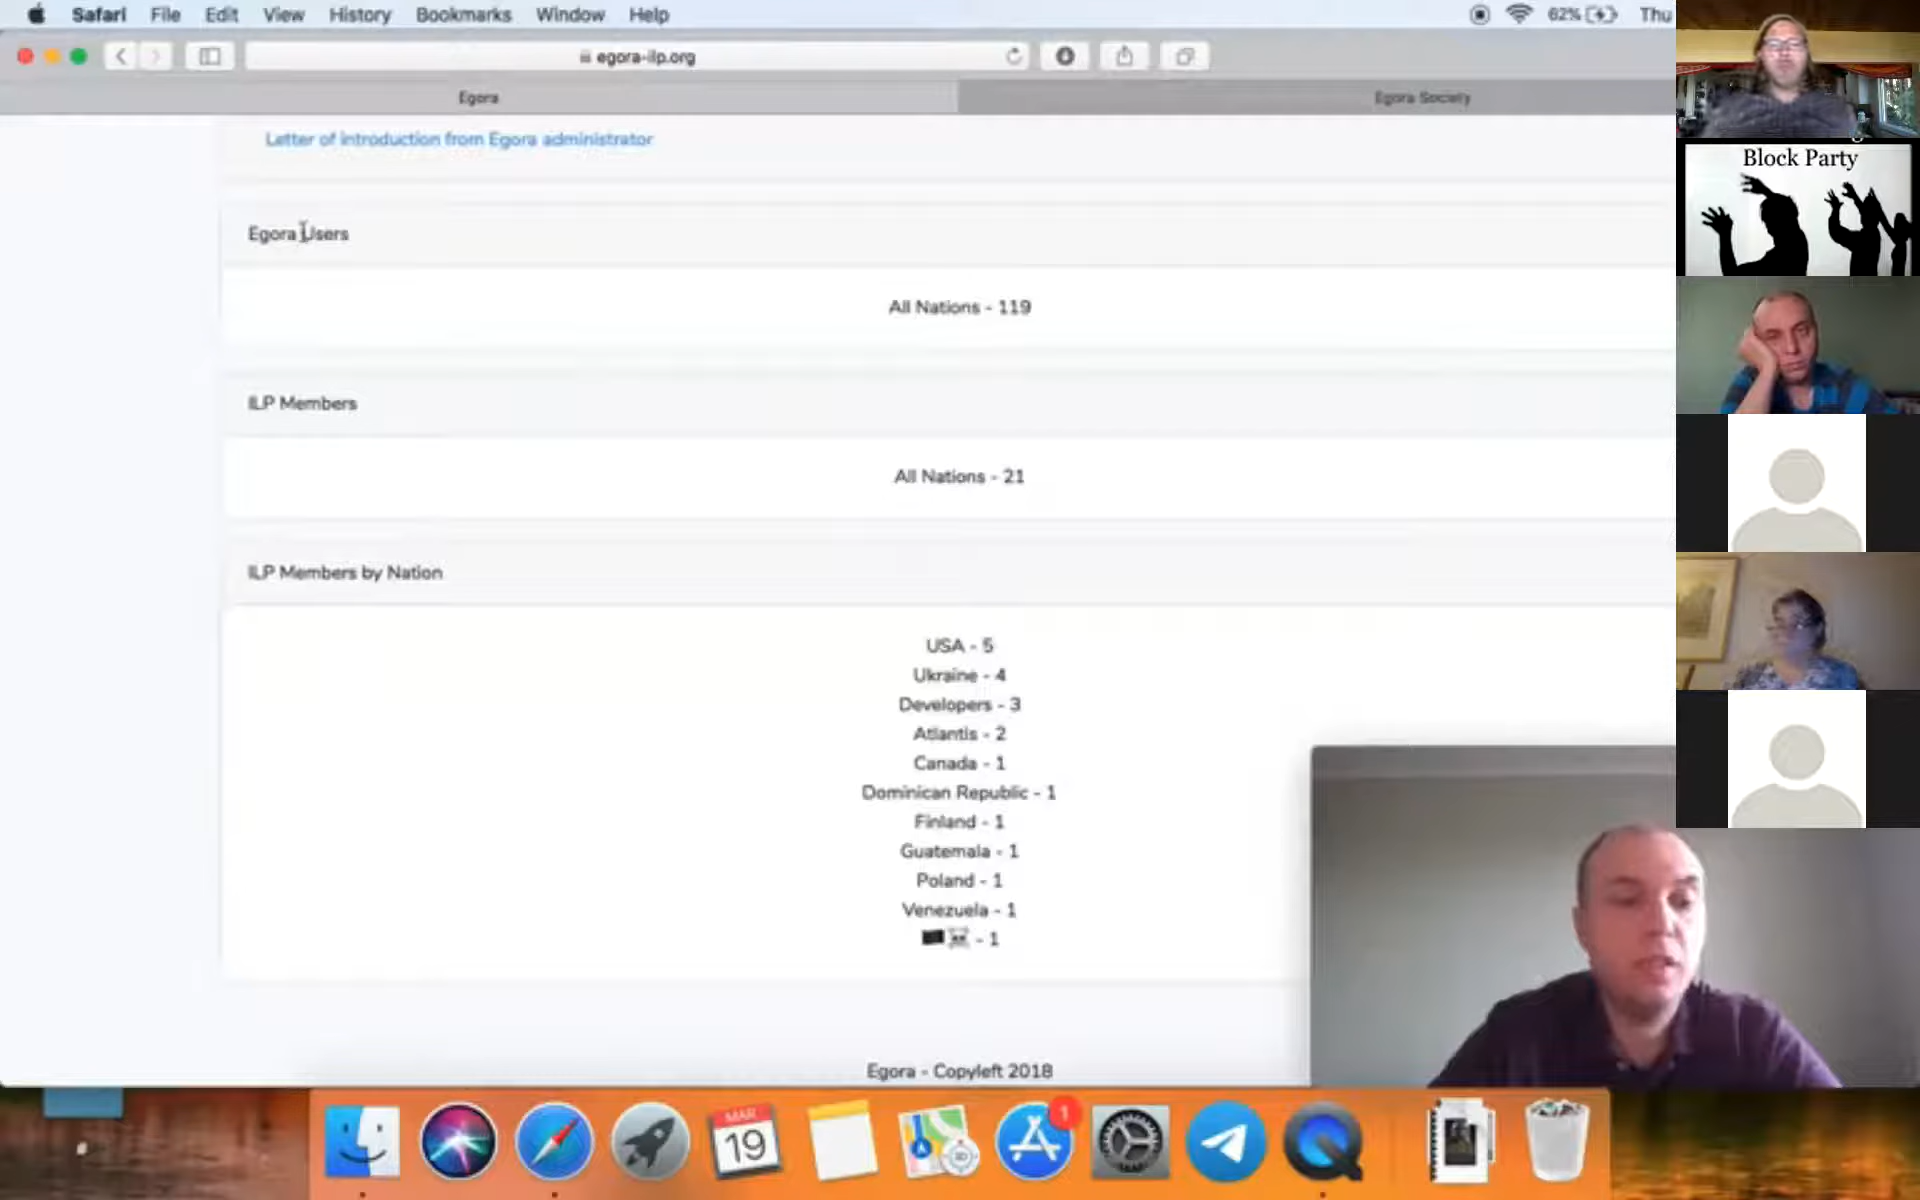 Safari File Edit View History Bookmarks Window Help 62% Thu
egora-ilp.org
Egora Egora Society
Letter of introduction from Egora administrator
Block Party
Egora Users
All Nations - 119
ILP Members
All Nations - 21
ILP Members by Nation
USA - 5
Ukraine - 4
Developers - 3
Atlantis - 2
Canada - 1
Dominican Republic - 1
Finland - 1
Guatemala - 1
Poland - 1
Venezuela - 1
🏴☠ - 1
Egora - Copyleft 2018
MAR
19
1